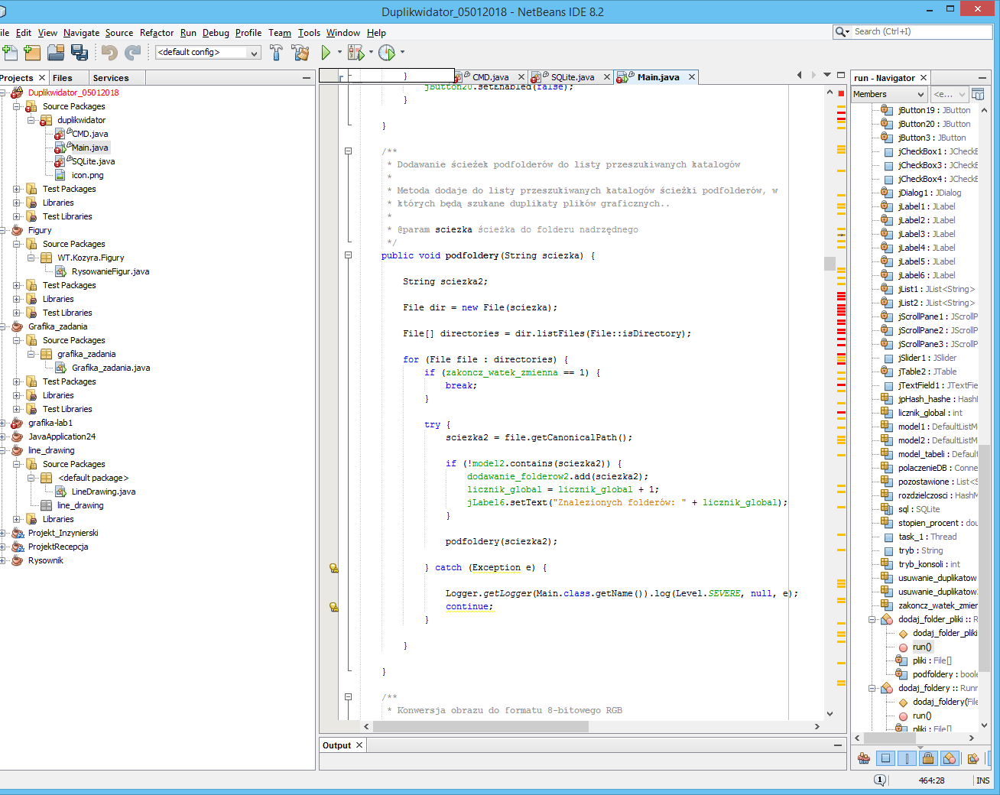 Duplikwidator_05012018 - NetBeans IDE 8.2
ile Edit View Navigate Source Refactor Run Debug Profile Team Tools Window Help
Search (Ctrl+I)
<default config>
Projects Files Services
Duplikwidator_05012018
Source Packages
duplikwidator
CMD.java
Main.java
SQLite.java
icon.png
Test Packages
Libraries
Test Libraries
Figury
Source Packages
WT.Kozyra.Figury
RysowanieFigur.java
Test Packages
Libraries
Test Libraries
Grafika_zadania
Source Packages
grafika_zadania
Grafika_zadania.java
Test Packages
Libraries
Test Libraries
grafika-lab1
JavaApplication24
line_drawing
Source Packages
<default package>
LineDrawing.java
line_drawing
Libraries
Projekt_Inzynierski
ProjektRecepcja
Rysownik
CMD.java SQLite.java Main.java
}
jButton20.setEnabled(false);
}
}
/**
* Dodawanie ścieżek podfolderów do listy przeszukiwanych katalogów
*
* Metoda dodaje do listy przeszukiwanych katalogów ścieżki podfolderów, w
* których będą szukane duplikaty plików graficznych..
*
* @param sciezka ścieżka do folderu nadrzędnego
*/
public void podfoldery(String sciezka) {
String sciezka2;
File dir = new File(sciezka);
File[] directories = dir.listFiles(File::isDirectory);
for (File file : directories) {
if (zakoncz_watek_zmienna == 1) {
break;
}
try {
sciezka2 = file.getCanonicalPath();
if (!model2.contains(sciezka2)) {
dodawanie_folderow2.add(sciezka2);
licznik_global = licznik_global + 1;
jLabel6.setText("Znalezionych folderów: " + licznik_global);
}
podfoldery(sciezka2);
} catch (Exception e) {
Logger.getLogger(Main.class.getName()).log(Level.SEVERE, null, e);
continue;
}
}
}
/**
* Konwersja obrazu do formatu 8-bitowego RGB
Output
run - Navigator
Members <e...
jButton19 : JButton
jButton20 : JButton
jButton3 : JButton
jCheckBox1 : JCheckB
jCheckBox3 : JCheckB
jCheckBox4 : JCheckB
jDialog1 : JDialog
jLabel1 : JLabel
jLabel2 : JLabel
jLabel3 : JLabel
jLabel4 : JLabel
jLabel5 : JLabel
jLabel6 : JLabel
jList1 : JList<String>
jList2 : JList<String>
jScrollPane1 : JScrollP
jScrollPane2 : JScrollP
jScrollPane3 : JScrollP
jSlider1 : JSlider
jTable2 : JTable
jTextField1 : JTextFie
jpHash_hashe : Hash
licznik_global : int
model1 : DefaultListM
model2 : DefaultListM
model_tabeli : Default
polaczenieDB : Conne
pozostawione : List<S
rozdzielczosci : HashM
sql : SQLite
stopien_procent : dou
task_1 : Thread
tryb : String
tryb_konsoli : int
usuwanie_duplikatow
usuwanie_duplikatow
zakoncz_watek_zmier
dodaj_folder_pliki :: R
dodaj_folder_pliki
run()
pliki : File[]
podfoldery : boole
dodaj_foldery :: Runr
dodaj_foldery(File
run()
pliki : File[]
1 464:28 INS